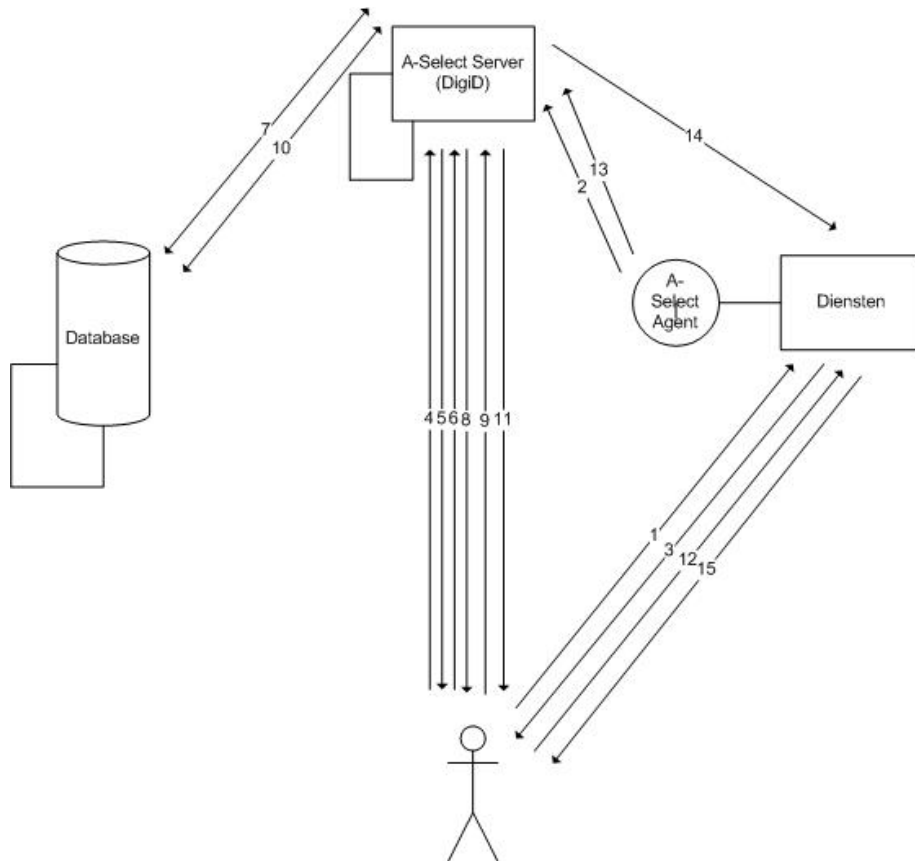 A-Select Server
(DigiD)
7
10
14
13
2
A-
Select
Agent
Diensten
Database
4
5
6
8
9
11
1
3
12
15